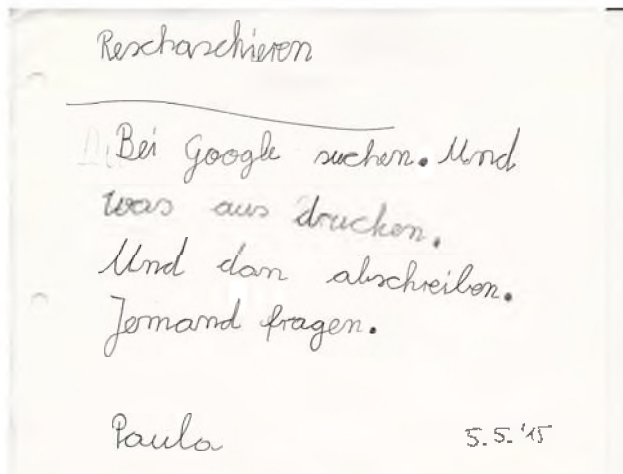 Reschaschieren
Bei Google suchen. Und
was aus drucken.
Und dan abschreiben.
Jemand fragen.
Paula
5.5.'15